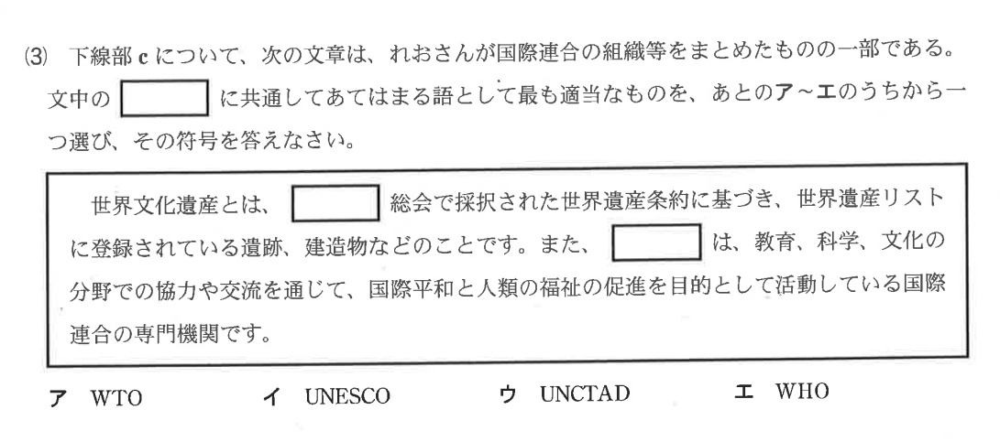 (3) 下線部 c について、次の文章は、れおさんが国際連合の組織等をまとめたものの一部である。
文中の に共通してあてはまる語として最も適当なものを、あとのア～エのうちから一
つ選び、その符号を答えなさい。
世界文化遺産とは、 総会で採択された世界遺産条約に基づき、世界遺産リスト
に登録されている遺跡、建造物などのことです。また、 は、教育、科学、文化の
分野での協力や交流を通じて、国際平和と人類の福祉の促進を目的として活動している国際
連合の専門機関です。
ア WTO イ UNESCO ウ UNCTAD エ WHO